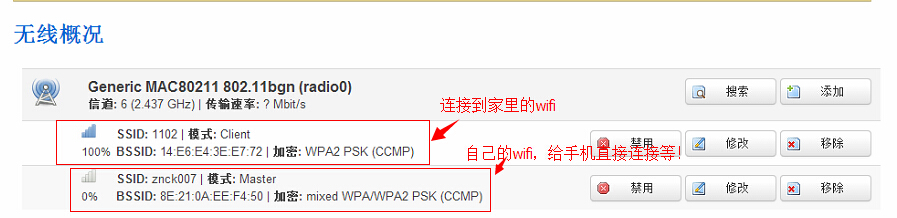 无线概况
Generic MAC80211 802.11bgn (radio0)
信道: 6 (2.437 GHz) | 传输速率: ? Mbit/s
搜索
添加
连接到家里的wifi
SSID: 1102 | 模式: Client
100% BSSID: 14:E6:E4:3E:E7:72 | 加密: WPA2 PSK (CCMP)
禁用
修改
移除
自己的wifi，给手机直接连接等！
SSID: znck007 | 模式: Master
0% BSSID: 8E:21:0A:EE:F4:50 | 加密: mixed WPA/WPA2 PSK (CCMP)
禁用
修改
移除